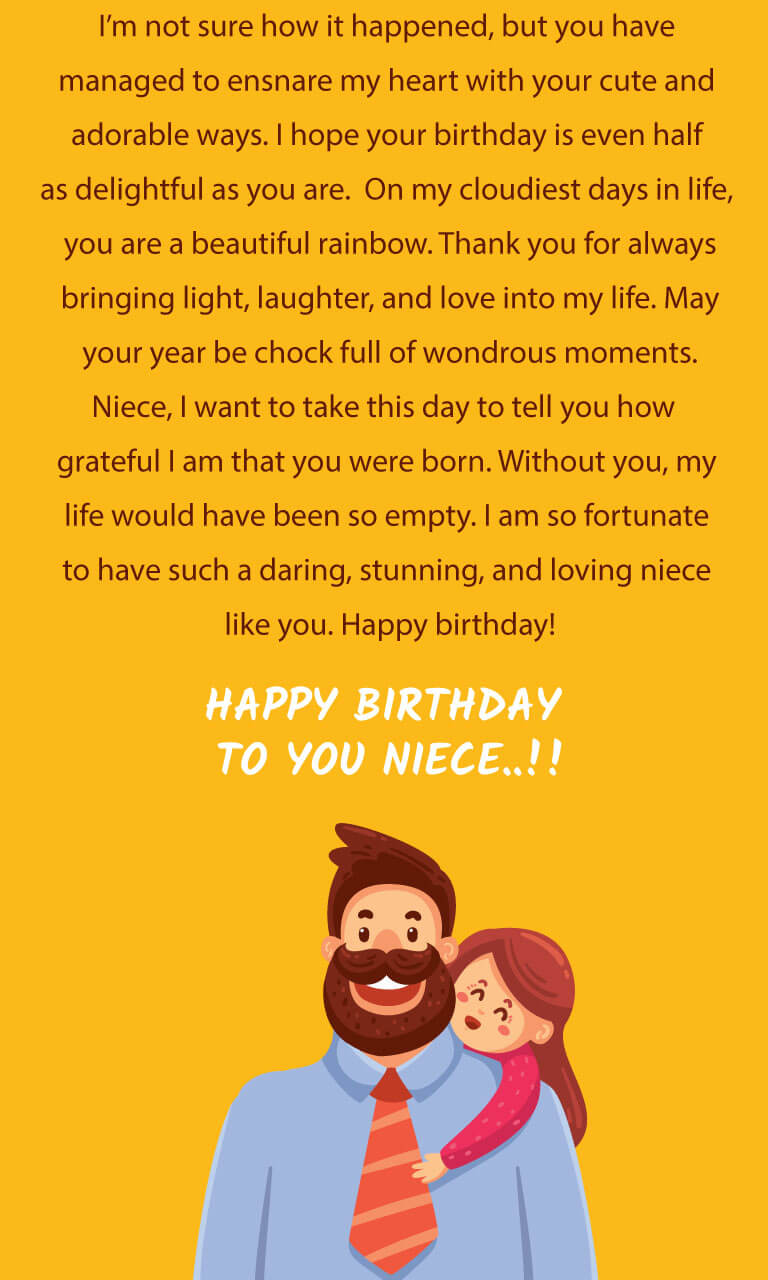 I’m not sure how it happened, but you have
managed to ensnare my heart with your cute and
adorable ways. I hope your birthday is even half
as delightful as you are.  On my cloudiest days in life,
you are a beautiful rainbow. Thank you for always
bringing light, laughter, and love into my life. May
your year be chock full of wondrous moments.
Niece, I want to take this day to tell you how
grateful I am that you were born. Without you, my
life would have been so empty. I am so fortunate
to have such a daring, stunning, and loving niece
like you. Happy birthday!
HAPPY BIRTHDAY
TO YOU NIECE..!!